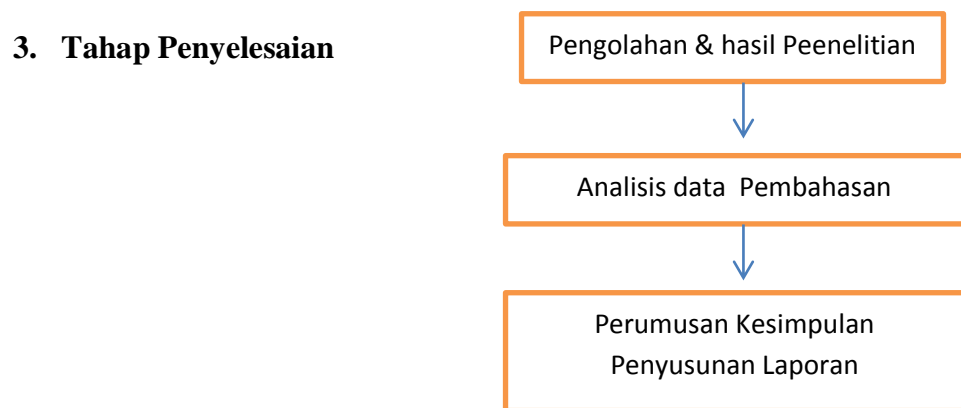 3. Tahap Penyelesaian
Pengolahan & hasil Peenelitian
Analisis data Pembahasan
Perumusan Kesimpulan
Penyusunan Laporan